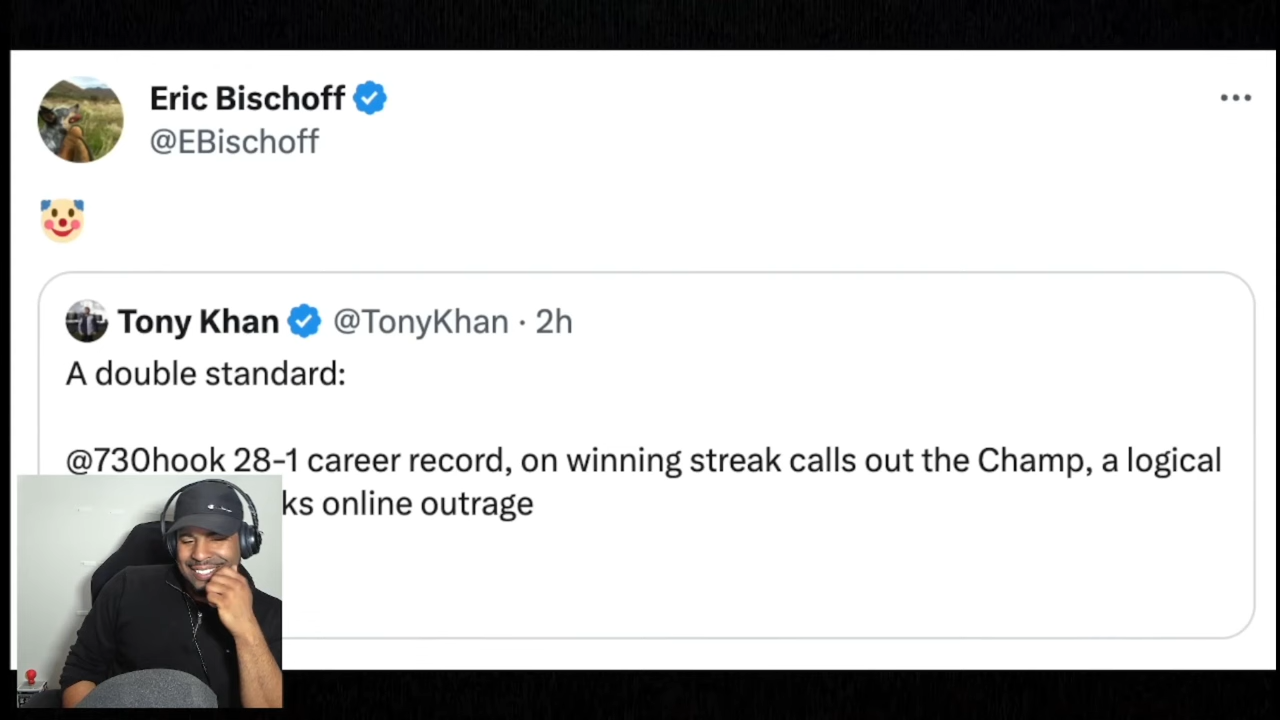 Eric Bischoff
@EBischoff
Tony Khan @TonyKhan · 2h
A double standard:
@730hook 28-1 career record, on winning streak calls out the Champ, a logical
ks online outrage